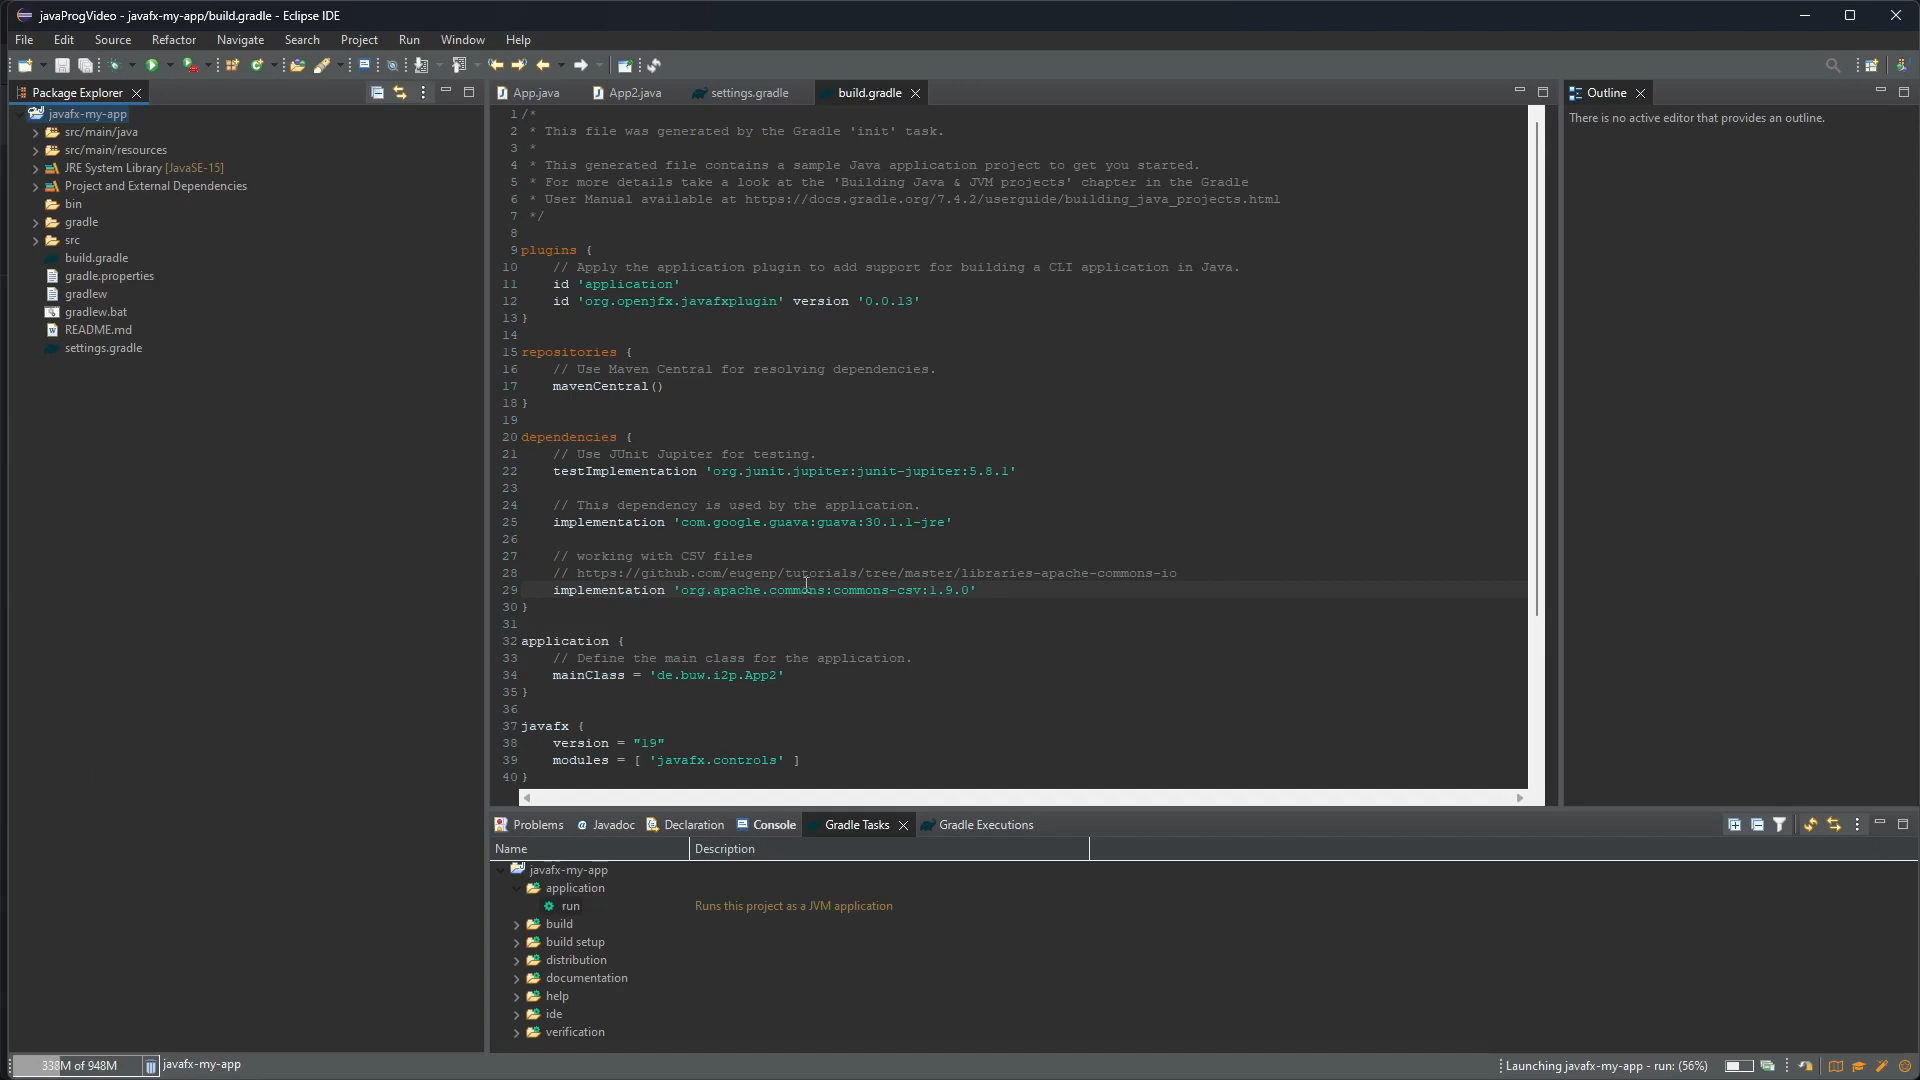 javaProgVideo - javafx-my-app/build.gradle - Eclipse IDE
File Edit Source Refactor Navigate Search Project Run Window Help
Package Explorer
javafx-my-app
src/main/java
src/main/resources
JRE System Library [JavaSE-15]
Project and External Dependencies
bin
gradle
src
build.gradle
gradle.properties
gradlew
gradlew.bat
README.md
settings.gradle
App.java App2.java settings.gradle build.gradle
1 /*
2 * This file was generated by the Gradle 'init' task.
3 *
4 * This generated file contains a sample Java application project to get you started.
5 * For more details take a look at the 'Building Java & JVM projects' chapter in the Gradle
6 * User Manual available at https://docs.gradle.org/7.4.2/userguide/building_java_projects.html
7 */
8
9 plugins {
10 // Apply the application plugin to add support for building a CLI application in Java.
11 id 'application'
12 id 'org.openjfx.javafxplugin' version '0.0.13'
13 }
14
15 repositories {
16 // Use Maven Central for resolving dependencies.
17 mavenCentral()
18 }
19
20 dependencies {
21 // Use JUnit Jupiter for testing.
22 testImplementation 'org.junit.jupiter:junit-jupiter:5.8.1'
23
24 // This dependency is used by the application.
25 implementation 'com.google.guava:guava:30.1.1-jre'
26
27 // working with CSV files
28 // https://github.com/eugenp/tutorials/tree/master/libraries-apache-commons-io
29 implementation 'org.apache.commons:commons-csv:1.9.0'
30 }
31
32 application {
33 // Define the main class for the application.
34 mainClass = 'de.buw.i2p.App2'
35 }
36
37 javafx {
38 version = "19"
39 modules = [ 'javafx.controls' ]
40 }
Outline
There is no active editor that provides an outline.
Problems Javadoc Declaration Console Gradle Tasks Gradle Executions
Name Description
javafx-my-app
application
run Runs this project as a JVM application
build
build setup
distribution
documentation
help
ide
verification
338M of 948M javafx-my-app Launching javafx-my-app - run: (56%)